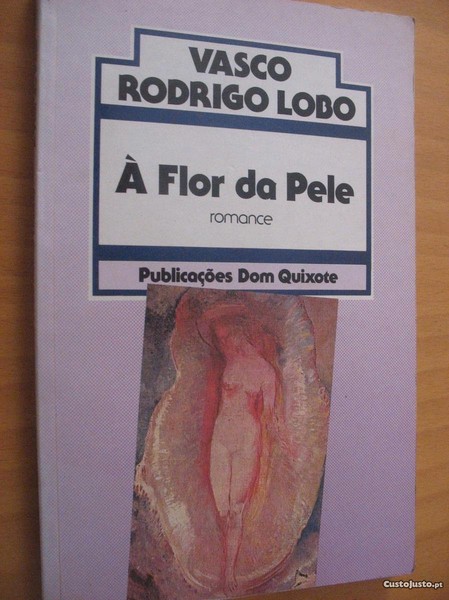 VASCO
RODRIGO LOBO
À Flor da Pele
romance
Publicações Dom Quixote
CustoJusto.pt